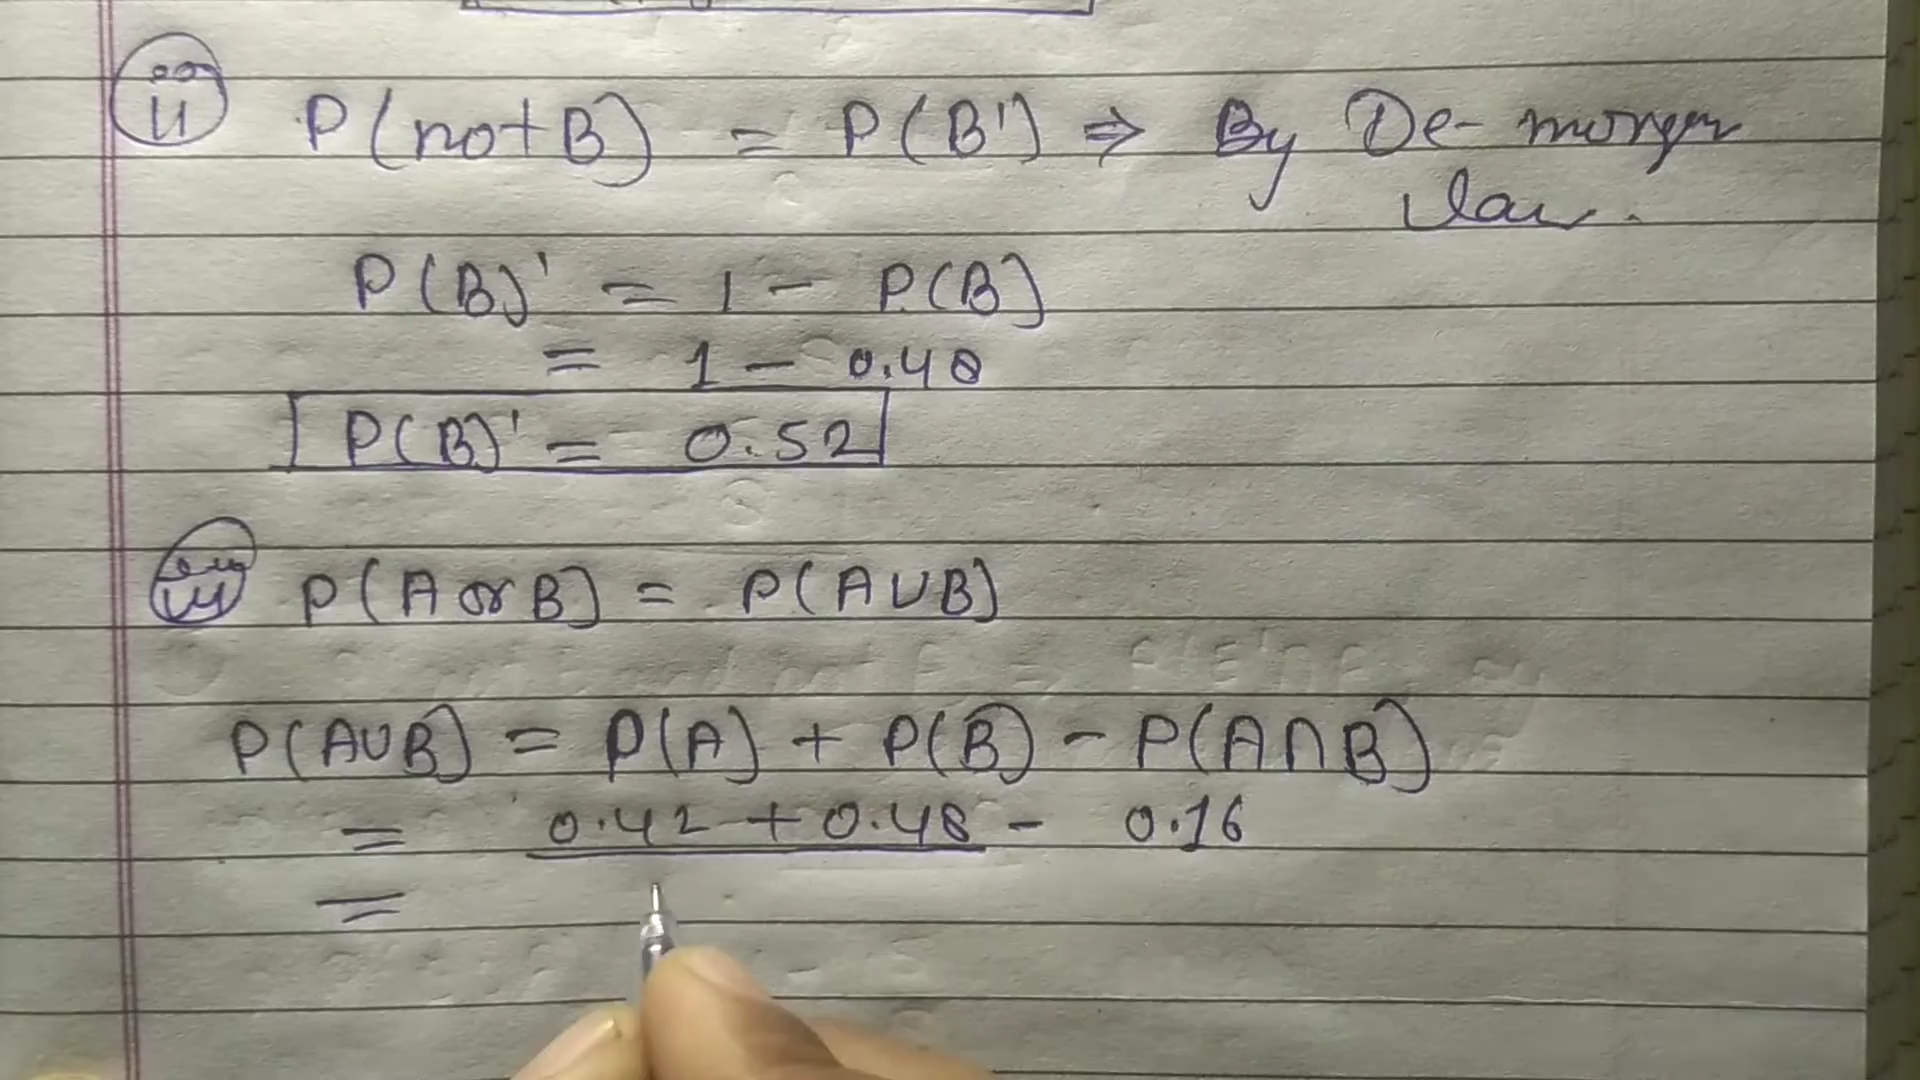 ii P(not B) = P(B') ⇒ By De-morgan
law.
P(B)' = 1 - P(B)
= 1 - 0.48
P(B)' = 0.52
iii P(A or B) = P(A∪B)
P(A∪B) = P(A) + P(B) - P(A∩B)
= 0.42 + 0.48 - 0.16
=